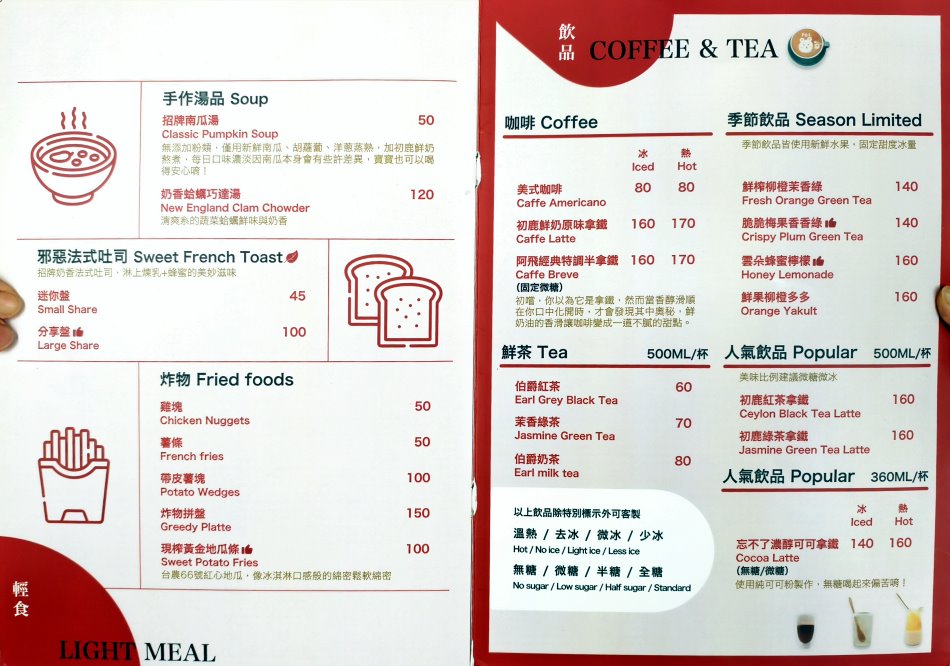 手作湯品 Soup
招牌南瓜湯 50
Classic Pumpkin Soup
無添加粉類，僅用新鮮南瓜、胡蘿蔔、洋蔥蒸熟，加初鹿鮮奶
熬煮，每日口味濃淡因南瓜本身會有些許差異，寶寶也可以喝
得安心唷！
奶香蛤蠣巧達湯 120
New England Clam Chowder
清爽系的蔬菜蛤蠣鮮味與奶香
邪惡法式吐司 Sweet French Toast
招牌奶香法式吐司，淋上煉乳+蜂蜜的美妙滋味
迷你盤 45
Small Share
分享盤 100
Large Share
炸物 Fried foods
雞塊 50
Chicken Nuggets
薯條 50
French fries
帶皮薯塊 100
Potato Wedges
炸物拼盤 150
Greedy Platte
現榨黃金地瓜條 100
Sweet Potato Fries
台農66號紅心地瓜，像冰淇淋口感般的綿密鬆軟綿密
輕食
LIGHT MEAL
飲品
COFFEE & TEA
咖啡 Coffee
冰 熱
Iced Hot
美式咖啡 80 80
Caffe Americano
初鹿鮮奶原味拿鐵 160 170
Caffe Latte
阿飛經典特調半拿鐵 160 170
Caffe Breve
(固定微糖)
初嚐，你以為它是拿鐵，然而當香醇滑順
在你口中化開時，才會發現其中奧秘，鮮
奶油的香滑讓咖啡變成一道不膩的甜點。
鮮茶 Tea 500ML/杯
伯爵紅茶 60
Earl Grey Black Tea
茉香綠茶 70
Jasmine Green Tea
伯爵奶茶 80
Earl milk tea
以上飲品除特別標示外可客製
溫熱 / 去冰 / 微冰 / 少冰
Hot / No ice / Light ice / Less ice
無糖 / 微糖 / 半糖 / 全糖
No sugar / Low sugar / Half sugar / Standard
季節飲品 Season Limited
季節飲品皆使用新鮮水果，固定甜度冰量
鮮榨柳橙茉香綠 140
Fresh Orange Green Tea
脆脆梅果香香綠 140
Crispy Plum Green Tea
雲朵蜂蜜檸檬 160
Honey Lemonade
鮮果柳橙多多 160
Orange Yakult
人氣飲品 Popular 500ML/杯
美味比例建議微糖微冰
初鹿紅茶拿鐵 160
Ceylon Black Tea Latte
初鹿綠茶拿鐵 160
Jasmine Green Tea Latte
人氣飲品 Popular 360ML/杯
冰 熱
Iced Hot
忘不了濃醇可可拿鐵 140 160
Cocoa Latte
(無糖/微糖)
使用純可可粉製作，無糖喝起來偏苦唷！